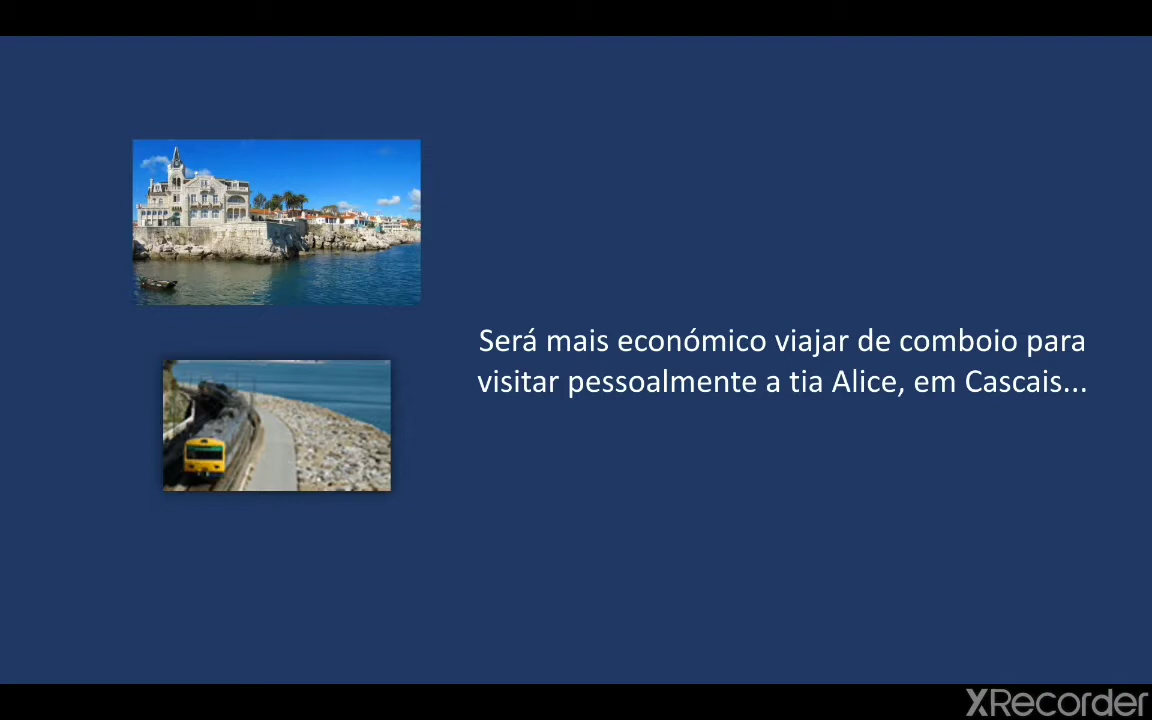 Será mais económico viajar de comboio para
visitar pessoalmente a tia Alice, em Cascais...
XRecorder